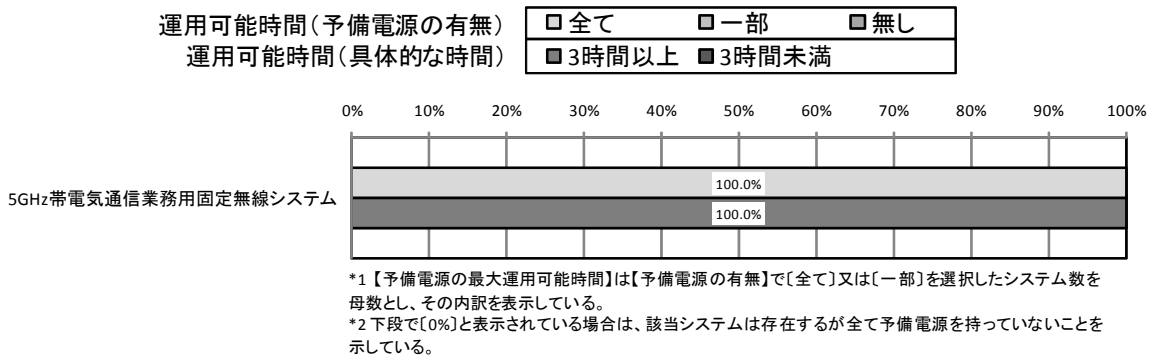 運用可能時間(予備電源の有無) 全て 一部 無し
運用可能時間(具体的な時間) 3時間以上 3時間未満
0% 10% 20% 30% 40% 50% 60% 70% 80% 90% 100%
100.0%
5GHz帯電気通信業務用固定無線システム
100.0%
*1 【予備電源の最大運用可能時間】は【予備電源の有無】で〔全て〕又は〔一部〕を選択したシステム数を
母数とし、その内訳を表示している。
*2 下段で〔0%〕と表示されている場合は、該当システムは存在するが全て予備電源を持っていないことを
示している。